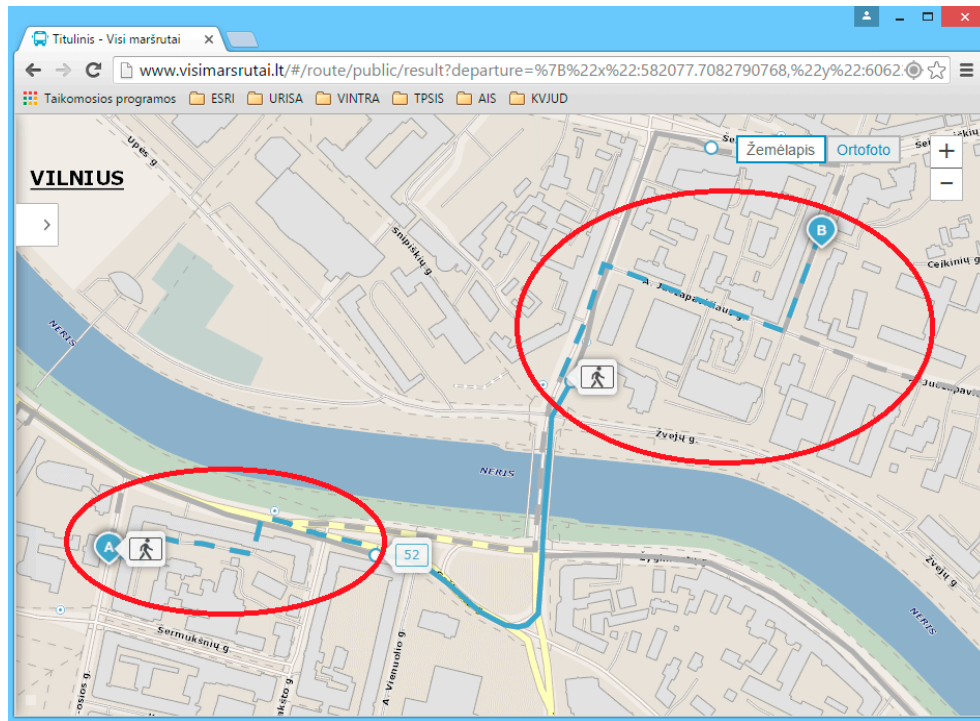 Titulinis - Visi maršrutai
www.visimarsrutai.lt/#/route/public/result?departure=%7B%22x%22:582077.7082790768,%22y%22:6062
Taikomosios programos ESRI URISA VINTRA TPSIS AIS KVJUD
Upės g.
Žemėlapis Ortofoto
+
−
VILNIUS
Snipiškių g.
B
Ceikinių g.
A. Juozapavičiaus g.
NERIS
Žvejų g.
NERIS
A
52
Žvejų g.
NERIS
Sermukšnių g.
A. Vienuolio g.